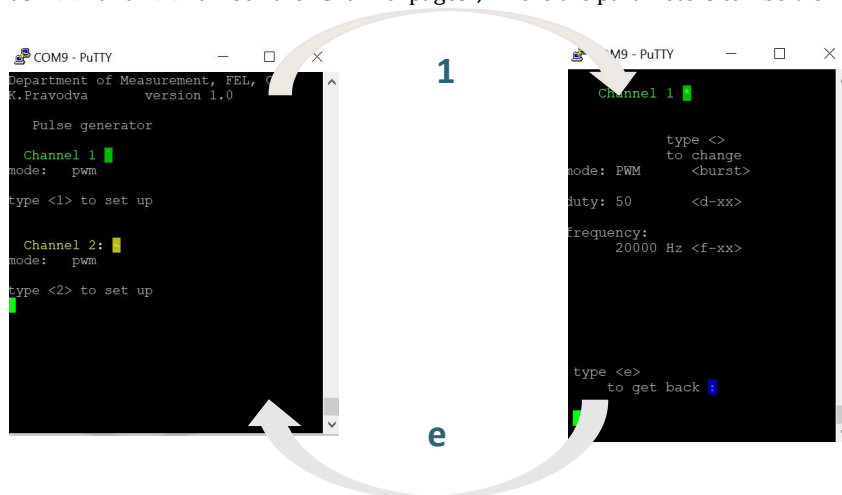 COM9 - PuTTY
Department of Measurement, FEL,
K.Pravodva version 1.0
Pulse generator
Channel 1
mode: pwm
type <1> to set up
Channel 2: ~
mode: pwm
type <2> to set up
1
COM9 - PuTTY
Channel 1 *
type <>
to change
mode: PWM <burst>
duty: 50 <d-xx>
frequency:
20000 Hz <f-xx>
type <e>
to get back :
e